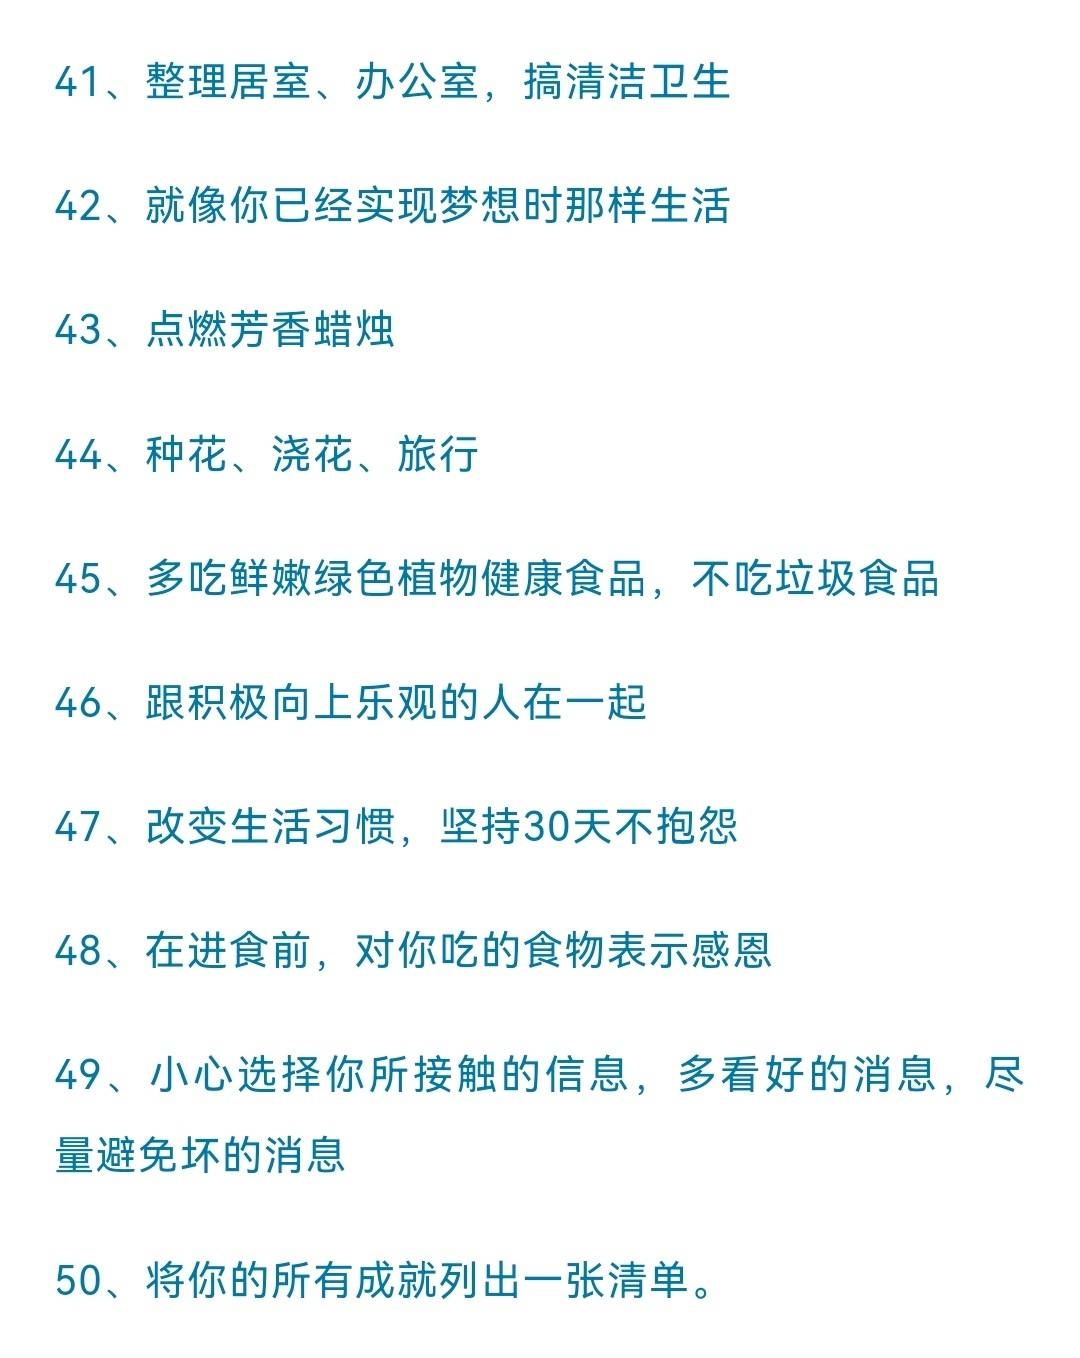 41、整理居室、办公室，搞清洁卫生
42、就像你已经实现梦想时那样生活
43、点燃芳香蜡烛
44、种花、浇花、旅行
45、多吃鲜嫩绿色植物健康食品，不吃垃圾食品
46、跟积极向上乐观的人在一起
47、改变生活习惯，坚持30天不抱怨
48、在进食前，对你吃的食物表示感恩
49、小心选择你所接触的信息，多看好的消息，尽
量避免坏的消息
50、将你的所有成就列出一张清单。